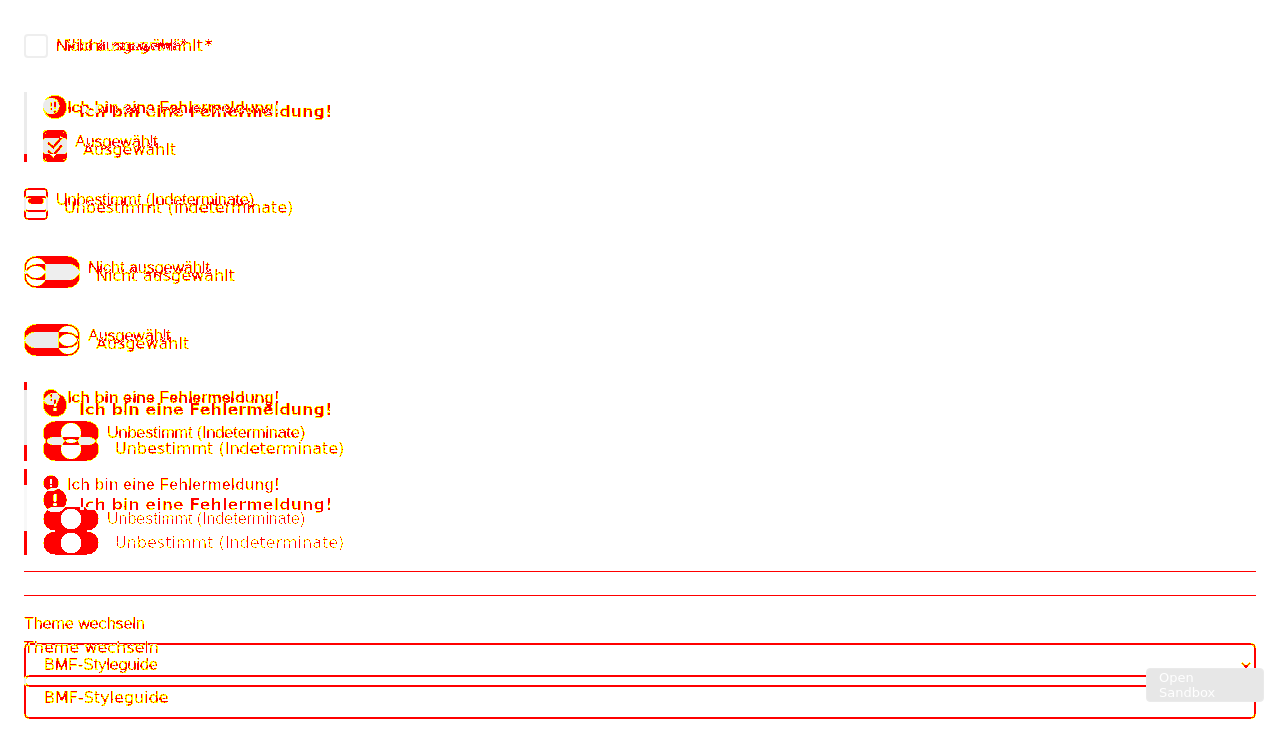 Nicht ausgewählt*
Ich bin eine Fehlermeldung!
Ich bin eine Fehlermeldung!
Ausgewählt
Ausgewählt
Unbestimmt (Indeterminate)
Unbestimmt (Indeterminate)
Nicht ausgewählt
Nicht ausgewählt
Ausgewählt
Ausgewählt
Ich bin eine Fehlermeldung!
Ich bin eine Fehlermeldung!
Unbestimmt (Indeterminate)
Unbestimmt (Indeterminate)
Ich bin eine Fehlermeldung!
Ich bin eine Fehlermeldung!
Unbestimmt (Indeterminate)
Unbestimmt (Indeterminate)
Theme wechseln
Theme wechseln
BMF-Styleguide
Open
Sandbox
BMF-Styleguide